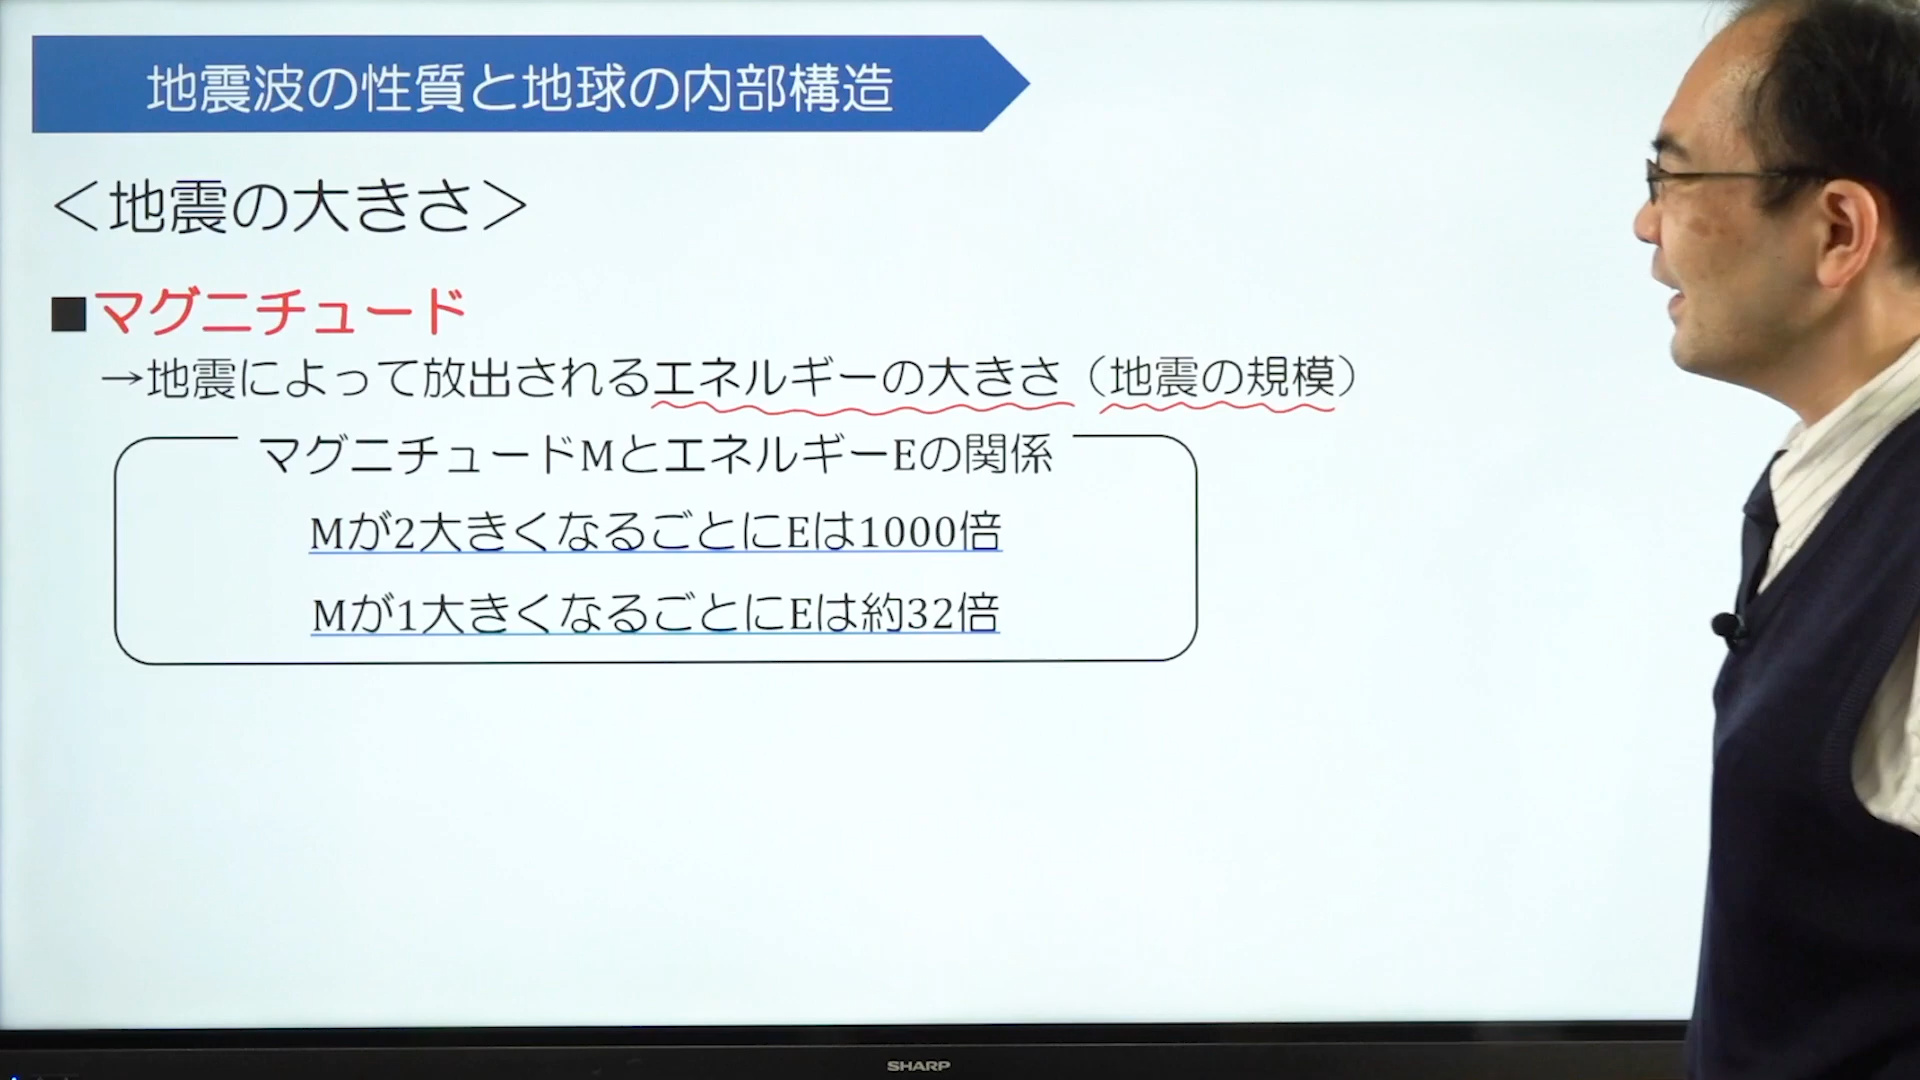 地震波の性質と地球の内部構造
＜地震の大きさ＞
■マグニチュード
→地震によって放出されるエネルギーの大きさ（地震の規模）
マグニチュードMとエネルギーEの関係
Mが2大きくなるごとにEは1000倍
Mが1大きくなるごとにEは約32倍
SHARP